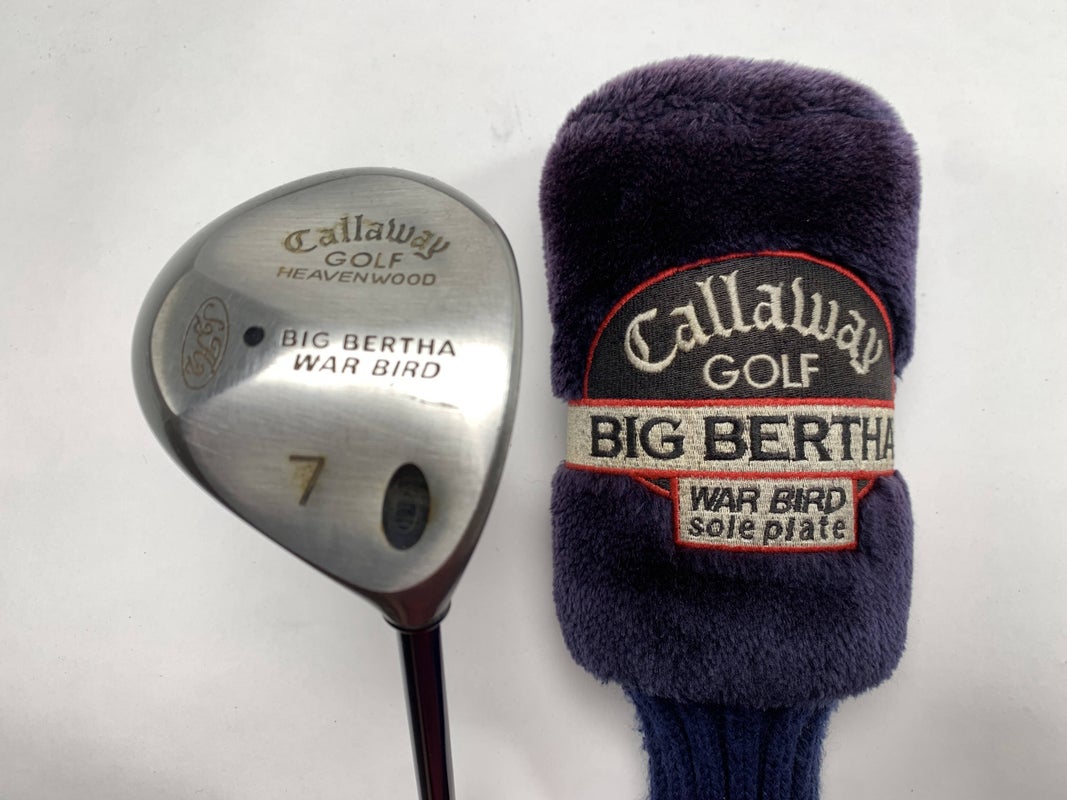 Callaway
GOLF
HEAVENWOOD
BIG BERTHA
WAR BIRD
7
Callaway
GOLF
BIG BERTHA
WAR BIRD
sole plate